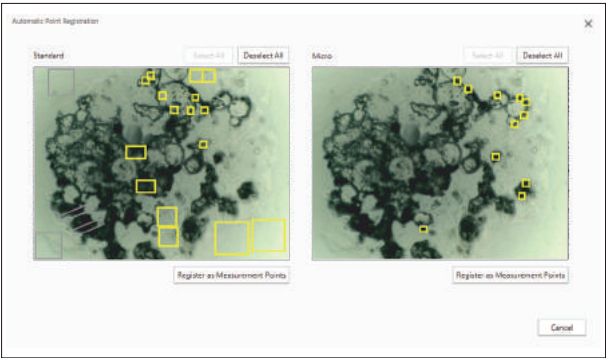 Automatic Point Registration
Standard
Select All
Deselect All
Micro
Select All
Deselect All
Register as Measurement Points
Register as Measurement Points
Cancel